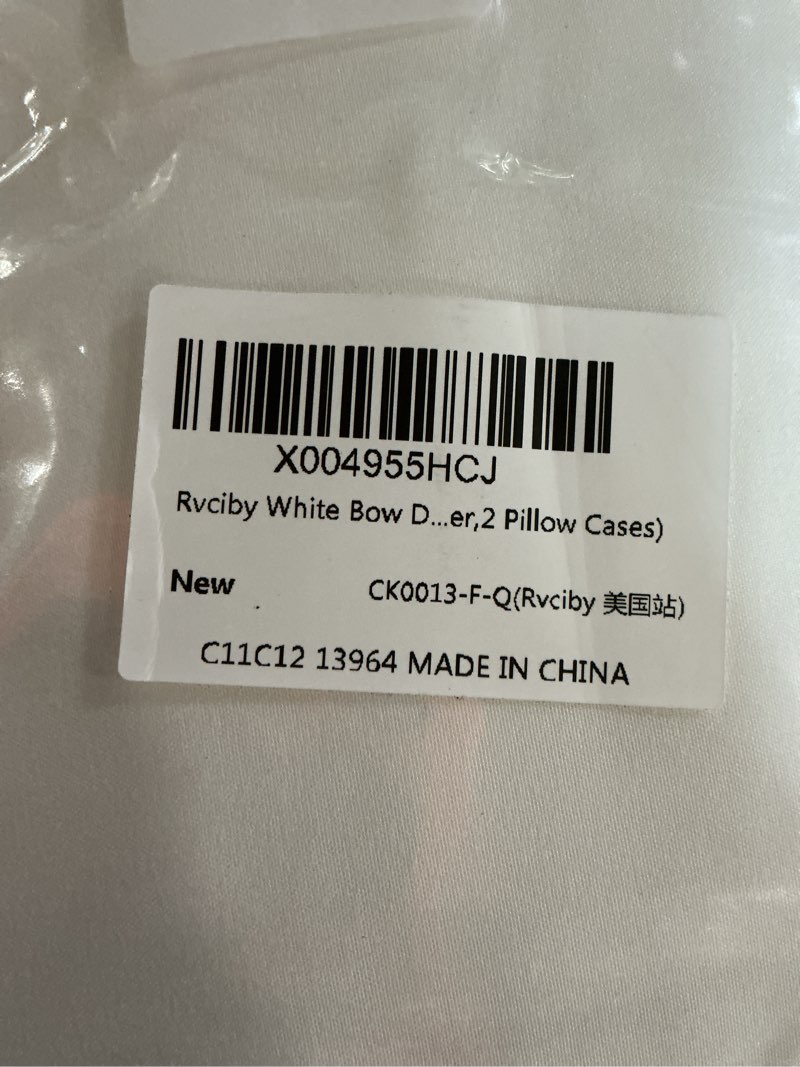 X004955HCJ
Rvciby White Bow D...er,2 Pillow Cases)
New
CK0013-F-Q(Rvciby 美国站)
C11C12 13964 MADE IN CHINA